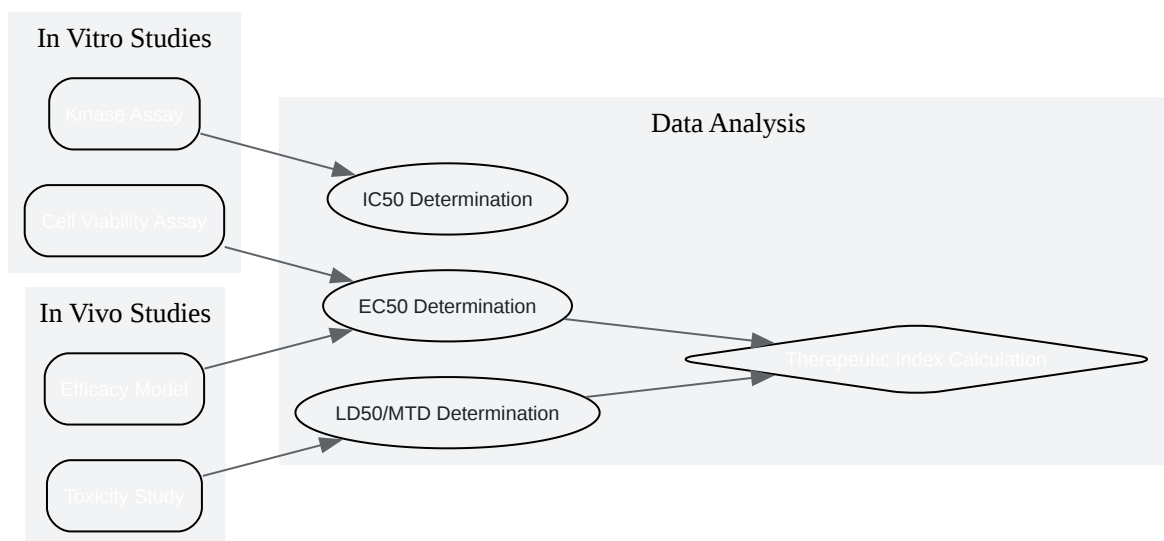 In Vitro Studies
Kinase Assay
Cell Viability Assay
In Vivo Studies
Efficacy Model
Toxicity Study
Data Analysis
IC50 Determination
EC50 Determination
LD50/MTD Determination
Therapeutic Index Calculation